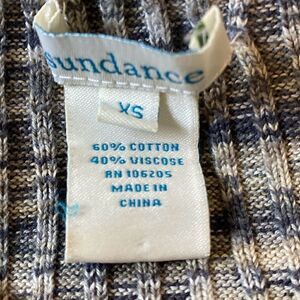 sundance
XS
60% COTTON
40% VISCOSE
RN 106205
MADE IN
CHINA